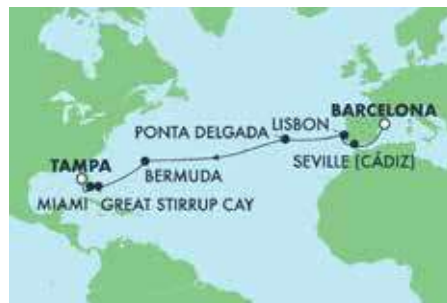 BARCELONA
LISBON
PONTA DELGADA
SEVILLE (CÁDIZ)
TAMPA
BERMUDA
MIAMI GREAT STIRRUP CAY